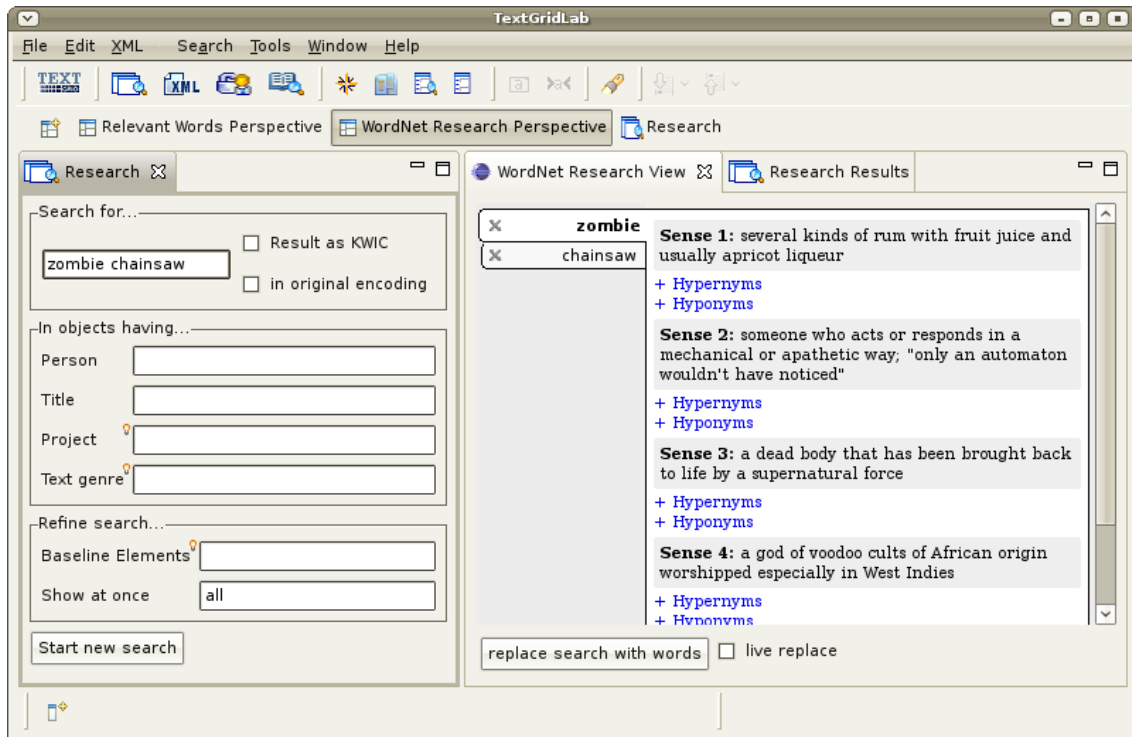 TextGridLab
File Edit XML Search Tools Window Help
TEXT XML a a
Relevant Words Perspective WordNet Research Perspective Research
Research
Search for...
zombie chainsaw
Result as KWIC
in original encoding
In objects having...
Person
Title
Project
Text genre
Refine search...
Baseline Elements
Show at once all
Start new search
WordNet Research View Research Results
zombie
chainsaw
Sense 1: several kinds of rum with fruit juice and
usually apricot liqueur
+ Hypernyms
+ Hyponyms
Sense 2: someone who acts or responds in a
mechanical or apathetic way; "only an automaton
wouldn't have noticed"
+ Hypernyms
+ Hyponyms
Sense 3: a dead body that has been brought back
to life by a supernatural force
+ Hypernyms
+ Hyponyms
Sense 4: a god of voodoo cults of African origin
worshipped especially in West Indies
+ Hypernyms
+ Hyponyms
replace search with words live replace